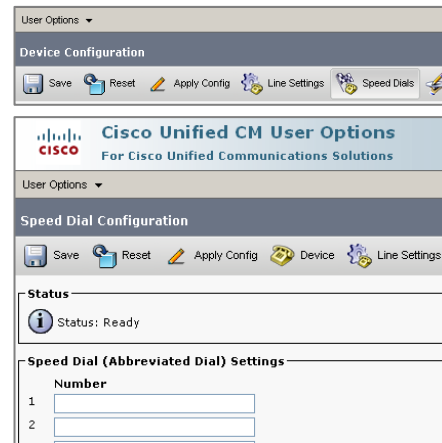 User Options
Device Configuration
Save Reset Apply Config Line Settings Speed Dials
CISCO
Cisco Unified CM User Options
For Cisco Unified Communications Solutions
User Options
Speed Dial Configuration
Save Reset Apply Config Device Line Settings
Status
Status: Ready
Speed Dial (Abbreviated Dial) Settings
Number
1
2